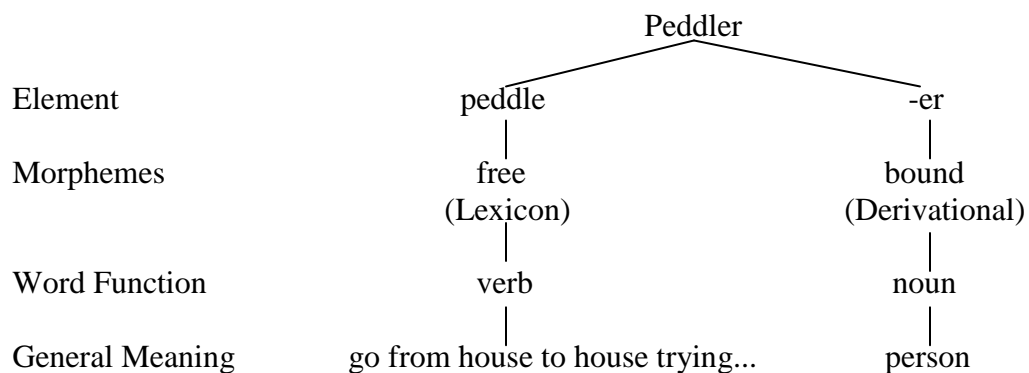 Peddler
Element peddle -er
Morphemes free bound
(Lexicon) (Derivational)
Word Function verb noun
General Meaning go from house to house trying... person